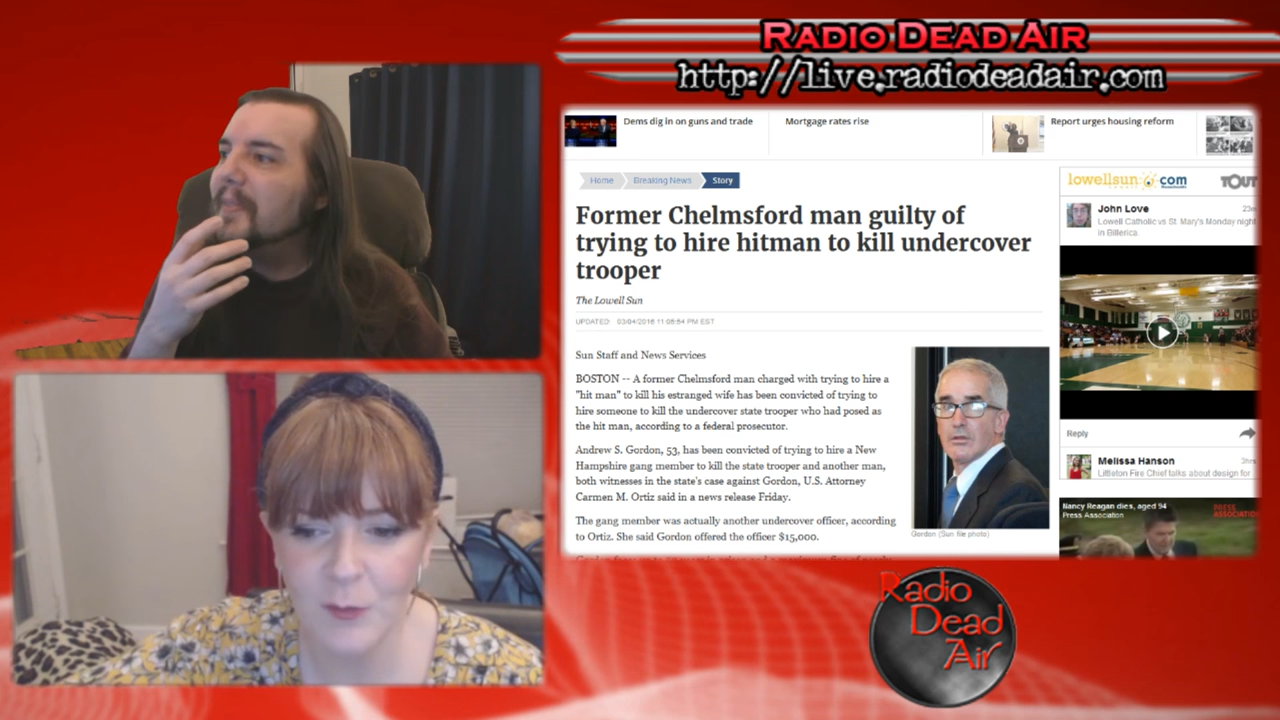 Radio Dead Air
http://live.radiodeadair.com
Dems dig in on guns and trade
Mortgage rates rise
Report urges housing reform
Home
Breaking News
Story
lowellsun.com
TOUT
Former Chelmsford man guilty of
trying to hire hitman to kill undercover
trooper
The Lowell Sun
UPDATED: 03/04/2016 11:08:54 PM EST
Sun Staff and News Services
BOSTON -- A former Chelmsford man charged with trying to hire a
"hit man" to kill his estranged wife has been convicted of trying to
hire someone to kill the undercover state trooper who had posed as
the hit man, according to a federal prosecutor.
Andrew S. Gordon, 53, has been convicted of trying to hire a New
Hampshire gang member to kill the state trooper and another man,
both witnesses in the state's case against Gordon, U.S. Attorney
Carmen M. Ortiz said in a news release Friday.
The gang member was actually another undercover officer, according
to Ortiz. She said Gordon offered the officer $15,000.
Gordon (Sun file photo)
John Love
23m
Lowell Catholic vs St. Mary's Monday night
in Billerica
Reply
Melissa Hanson
3hrs
Littleton Fire Chief talks about design for
Nancy Reagan dies, aged 94
Press Association
PRESS
ASSOCIATION
Radio
Dead
Air